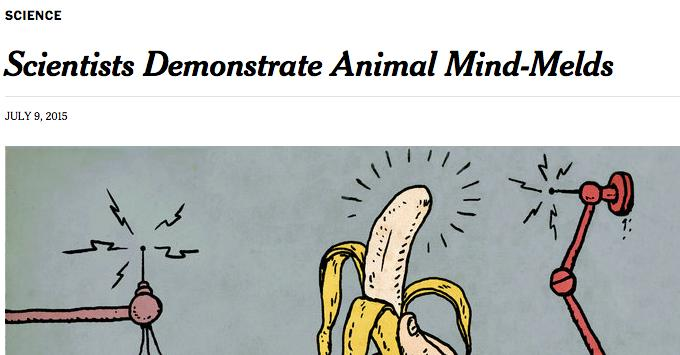 SCIENCE
Scientists Demonstrate Animal Mind-Melds
JULY 9, 2015